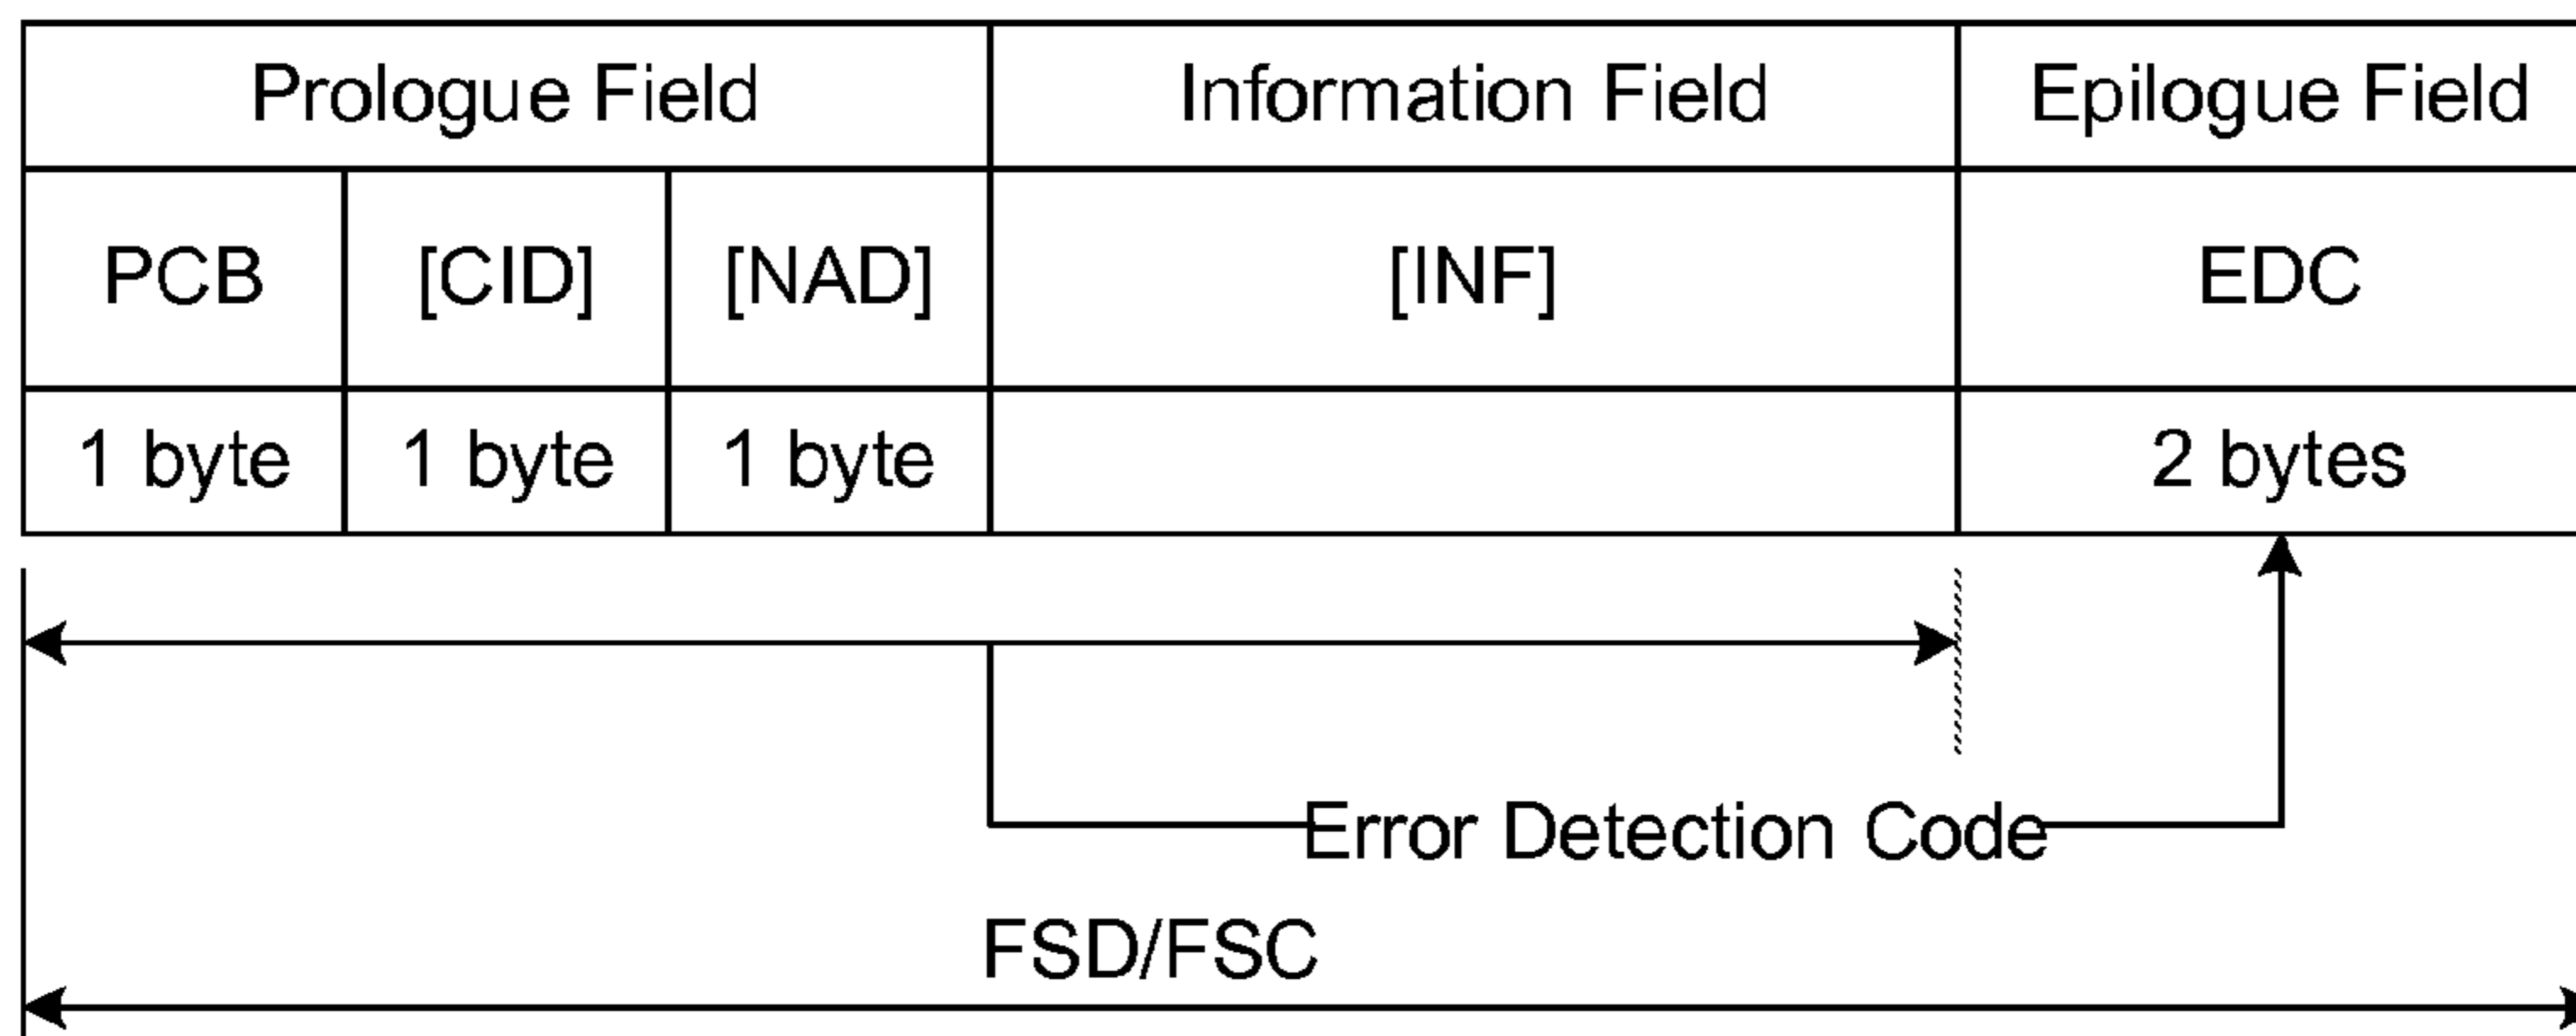 Prologue Field Information Field Epilogue Field
PCB [CID] [NAD] [INF] EDC
1 byte 1 byte 1 byte 2 bytes
Error Detection Code
FSD/FSC